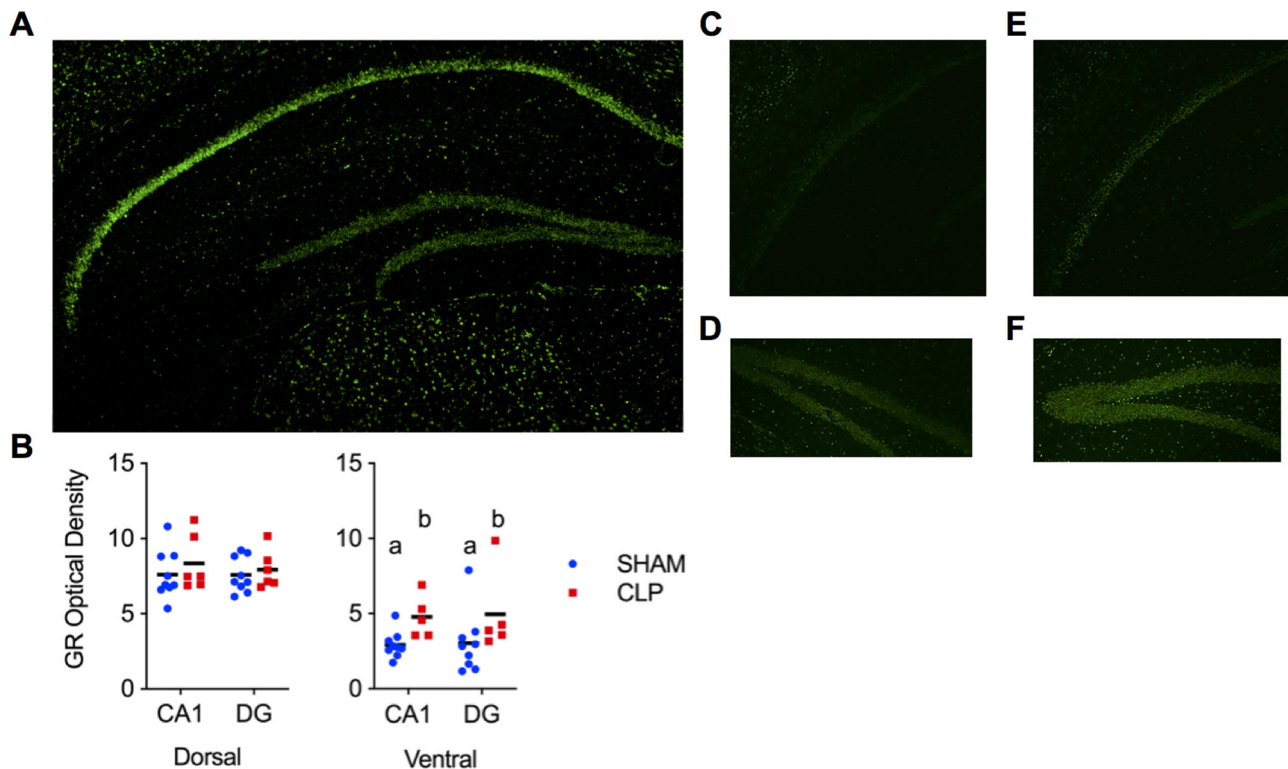 A
C
E
D
F
B
GR Optical Density
15
10
5
0
CA1 DG
Dorsal
15
10
5
0
a b a b
CA1 DG
Ventral
SHAM
CLP